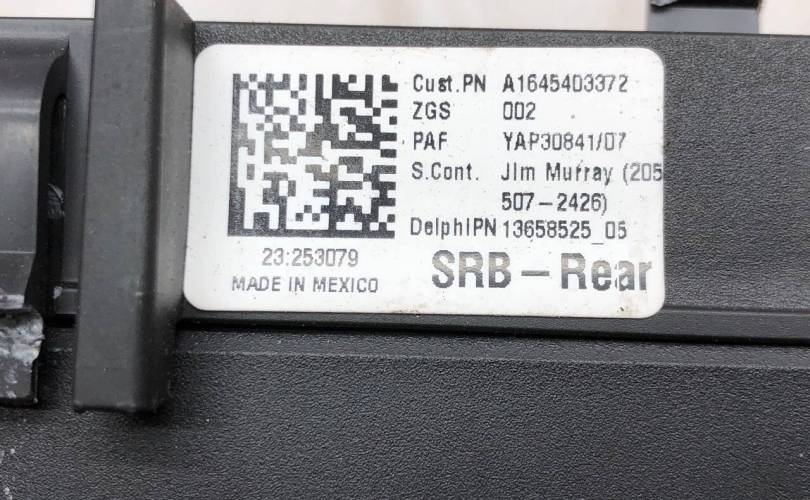 Cust.PN A1645403372
ZGS 002
PAF YAP30841/07
S.Cont. Jim Murray (205
507-2426)
DelphiPN 13658525_05
23:253079
MADE IN MEXICO
SRB - Rear